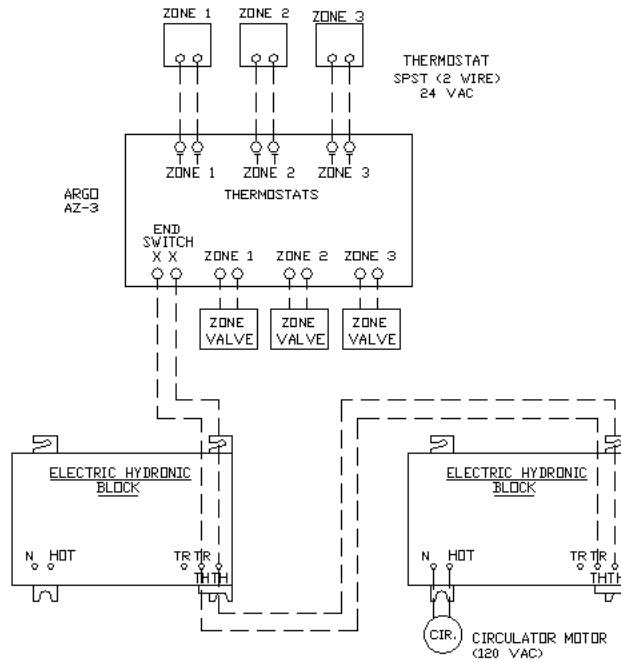 ZONE 1 ZONE 2 ZONE 3
THERMOSTAT
SPST (2 WIRE)
24 VAC
T T T T T T
ZONE 1 ZONE 2 ZONE 3
THERMOSTATS
ARGO
AZ-3
END
SWITCH
X X
ZONE 1 ZONE 2 ZONE 3
ZONE
VALVE
ZONE
VALVE
ZONE
VALVE
ELECTRIC HYDRONIC
BLOCK
N HOT TR TR
TH TH
ELECTRIC HYDRONIC
BLOCK
N HOT TR TR
TH TH
CIR.
CIRCULATOR MOTOR
(120 VAC)